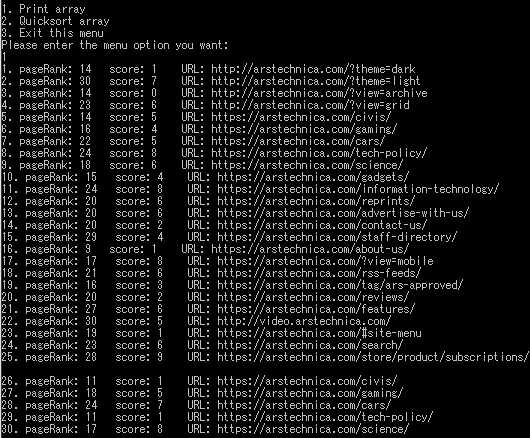 1. Print array
2. Quicksort array
3. Exit this menu
Please enter the menu option you want:
1
1. pageRank: 14 score: 1 URL: http://arstechnica.com/?theme=dark
2. pageRank: 30 score: 7 URL: http://arstechnica.com/?theme=light
3. pageRank: 14 score: 0 URL: http://arstechnica.com/?view=archive
4. pageRank: 23 score: 6 URL: http://arstechnica.com/?view=grid
5. pageRank: 14 score: 5 URL: https://arstechnica.com/civis/
6. pageRank: 16 score: 4 URL: https://arstechnica.com/gaming/
7. pageRank: 22 score: 5 URL: https://arstechnica.com/cars/
8. pageRank: 24 score: 8 URL: https://arstechnica.com/tech-policy/
9. pageRank: 18 score: 6 URL: https://arstechnica.com/science/
10. pageRank: 15 score: 4 URL: https://arstechnica.com/gadgets/
11. pageRank: 24 score: 8 URL: https://arstechnica.com/information-technology/
12. pageRank: 20 score: 6 URL: https://arstechnica.com/reprints/
13. pageRank: 20 score: 6 URL: https://arstechnica.com/advertise-with-us/
14. pageRank: 20 score: 2 URL: https://arstechnica.com/contact-us/
15. pageRank: 29 score: 4 URL: https://arstechnica.com/staff-directory/
16. pageRank: 9 score: 1 URL: https://arstechnica.com/about-us/
17. pageRank: 17 score: 8 URL: https://arstechnica.com/?view=mobile
18. pageRank: 21 score: 6 URL: https://arstechnica.com/rss-feeds/
19. pageRank: 16 score: 3 URL: https://arstechnica.com/tag/ars-approved/
20. pageRank: 20 score: 2 URL: https://arstechnica.com/reviews/
21. pageRank: 27 score: 6 URL: https://arstechnica.com/features/
22. pageRank: 30 score: 5 URL: http://video.arstechnica.com/
23. pageRank: 19 score: 1 URL: https://arstechnica.com/#site-menu
24. pageRank: 23 score: 6 URL: https://arstechnica.com/search/
25. pageRank: 28 score: 9 URL: https://arstechnica.com/store/product/subscriptions/
26. pageRank: 11 score: 1 URL: https://arstechnica.com/civis/
27. pageRank: 18 score: 5 URL: https://arstechnica.com/gaming/
28. pageRank: 24 score: 7 URL: https://arstechnica.com/cars/
29. pageRank: 11 score: 1 URL: https://arstechnica.com/tech-policy/
30. pageRank: 17 score: 8 URL: https://arstechnica.com/science/